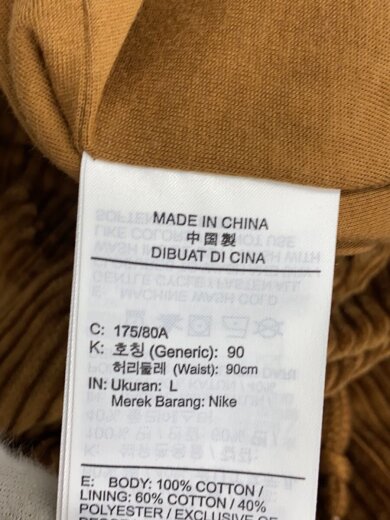 MADE IN CHINA
中国製
DIBUAT DI CINA
C: 175/80A
K: 호칭 (Generic): 90
허리둘레 (Waist): 90cm
IN: Ukuran: L
Merek Barang: Nike
E: BODY: 100% COTTON /
LINING: 60% COTTON / 40%
POLYESTER / EXCLUSIVE OF